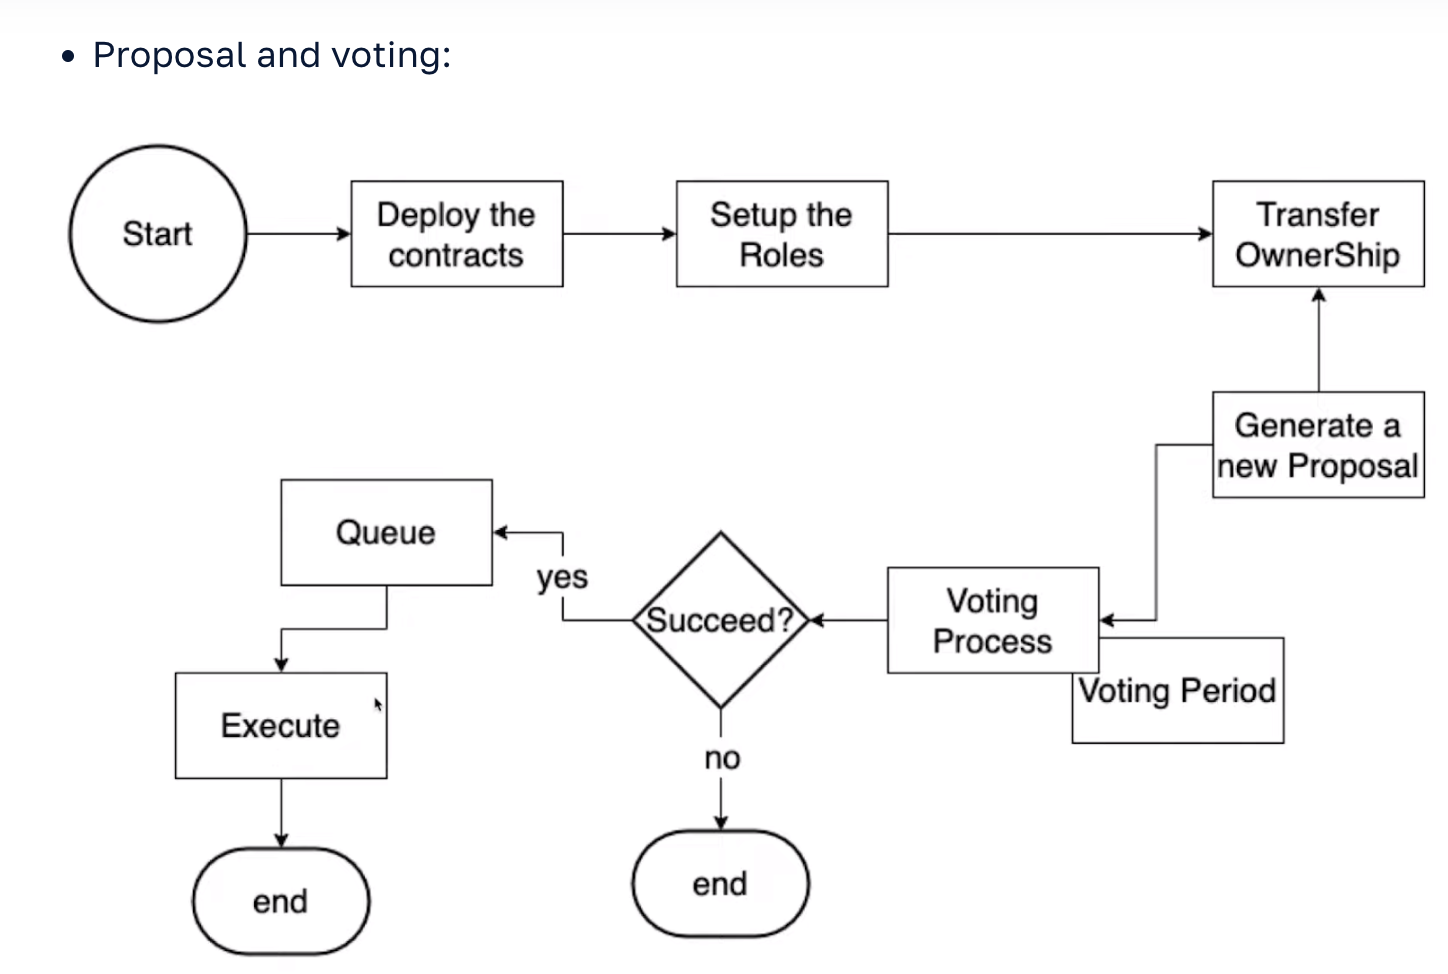 • Proposal and voting:
Start
Deploy the
contracts
Setup the
Roles
Transfer
OwnerShip
Generate a
new Proposal
Queue
yes
Succeed?
Voting
Process
Voting Period
Execute
no
end
end